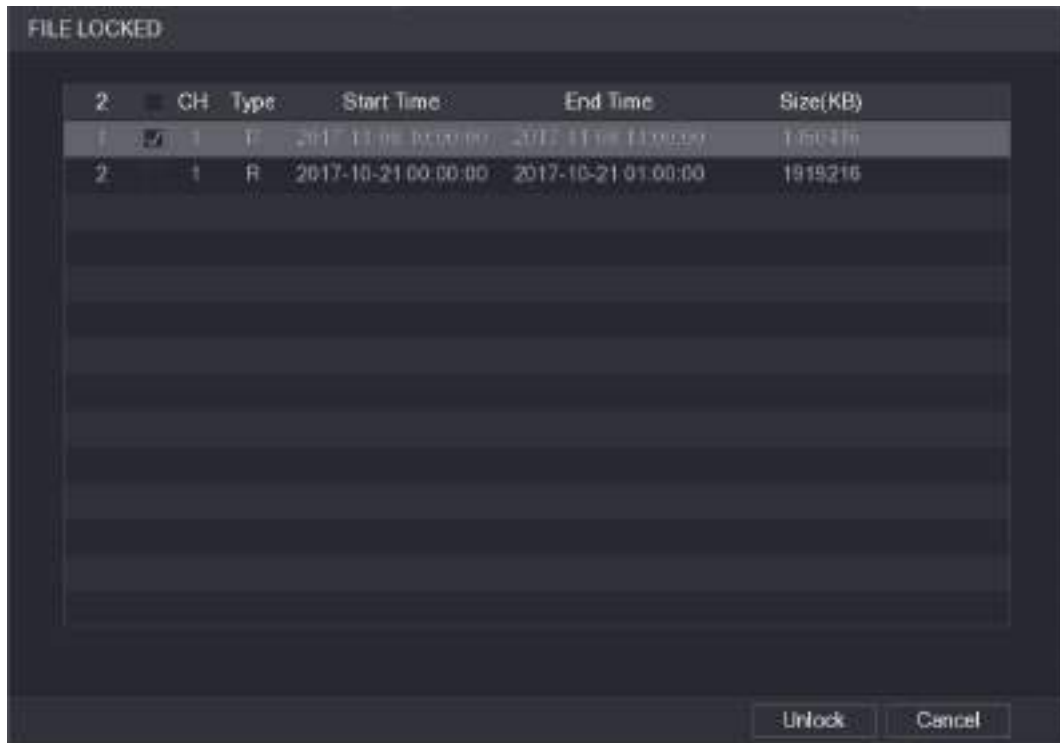 FILE LOCKED
2 CH Type Start Time End Time Size(KB)
1 1 R
2 1 R 2017-10-21 00:00:00 2017-10-21 01:00:00 1919216
Unlock Cancel